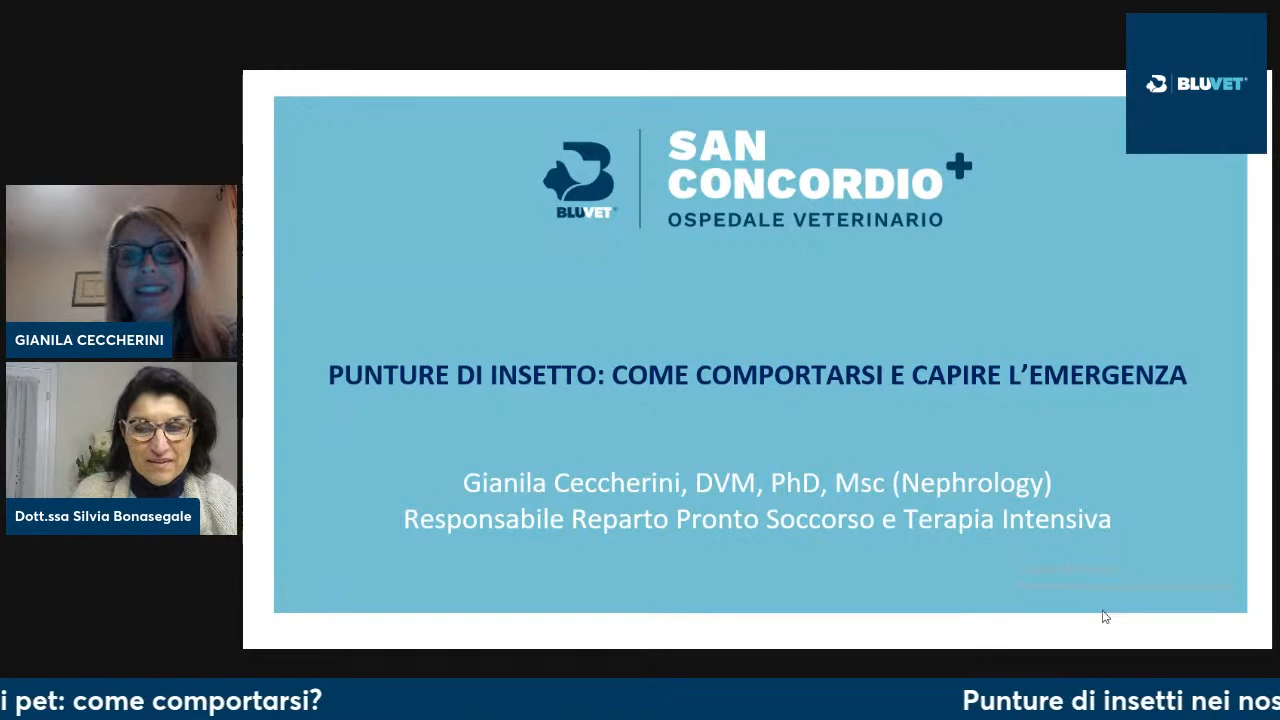 BLUVET
SAN
CONCORDIO
BLUVET
OSPEDALE VETERINARIO
GIANILA CECCHERINI
PUNTURE DI INSETTO: COME COMPORTARSI E CAPIRE L’EMERGENZA
Gianila Ceccherini, DVM, PhD, Msc (Nephrology)
Responsabile Reparto Pronto Soccorso e Terapia Intensiva
Dott.ssa Silvia Bonasegale
i pet: come comportarsi?
Punture di insetti nei nos